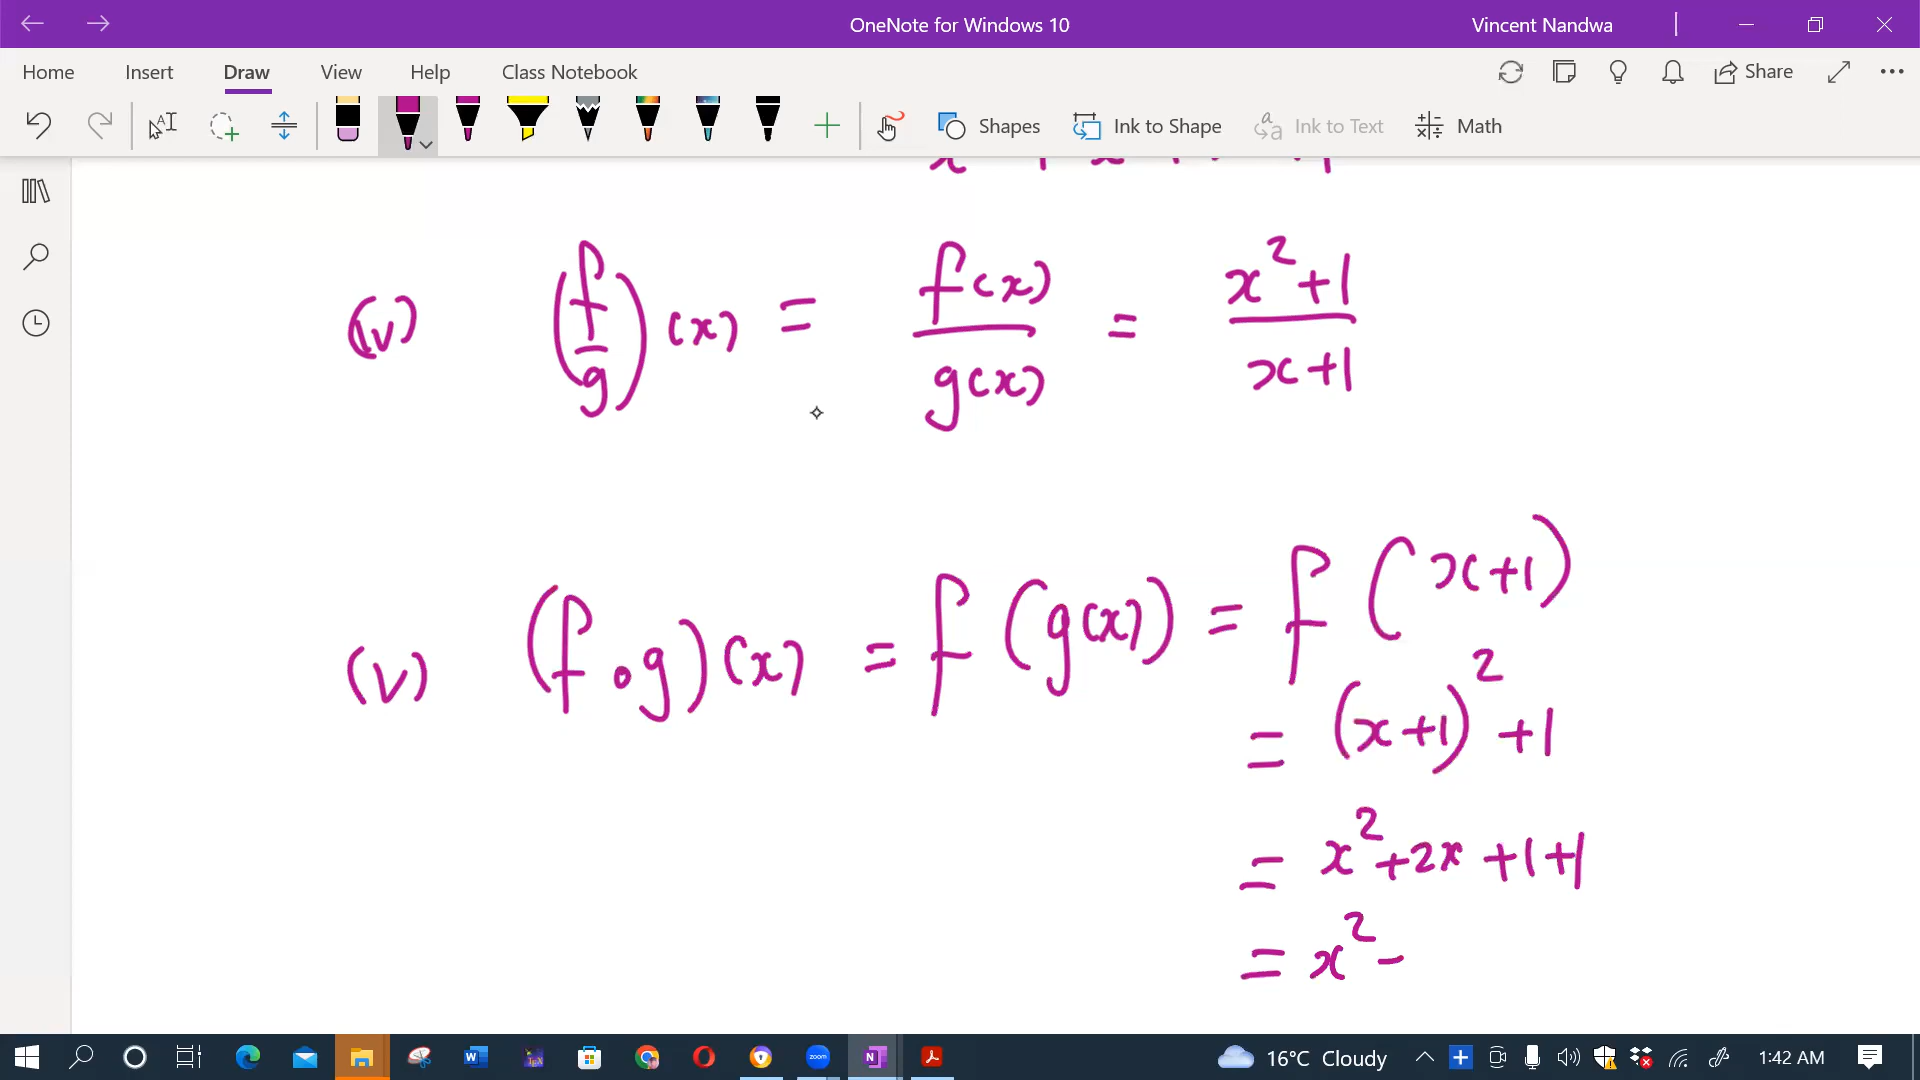 OneNote for Windows 10
Vincent Nandwa
Home Insert Draw View Help Class Notebook
Share
Shapes Ink to Shape Ink to Text Math
(iv) (f/g)(x) = f(x)/g(x) = x²+1/x+1
(v) (f∘g)(x) = f(g(x)) = f(x+1)
= (x+1)² +1
= x²+2x +1+1
= x² -
16°C Cloudy
1:42 AM